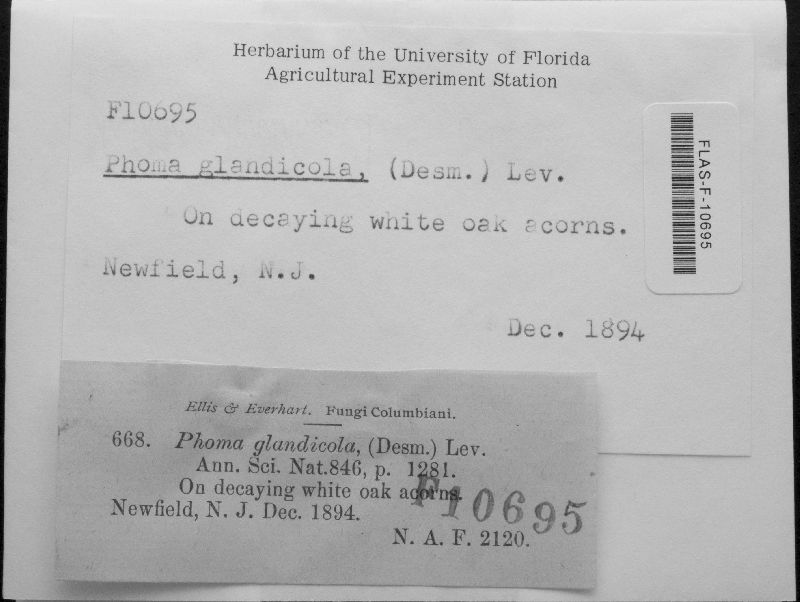 Herbarium of the University of Florida
Agricultural Experiment Station
F10695
Phoma glandicola, (Desm.) Lev.
On decaying white oak acorns.
Newfield, N.J.
Dec. 1894
FLAS-F-10695
Ellis & Everhart. Fungi Columbiani.
668. Phoma glandicola, (Desm.) Lev.
Ann. Sci. Nat.846, p. 1281.
On decaying white oak acorns.
Newfield, N. J. Dec. 1894.
F10695
N. A. F. 2120.